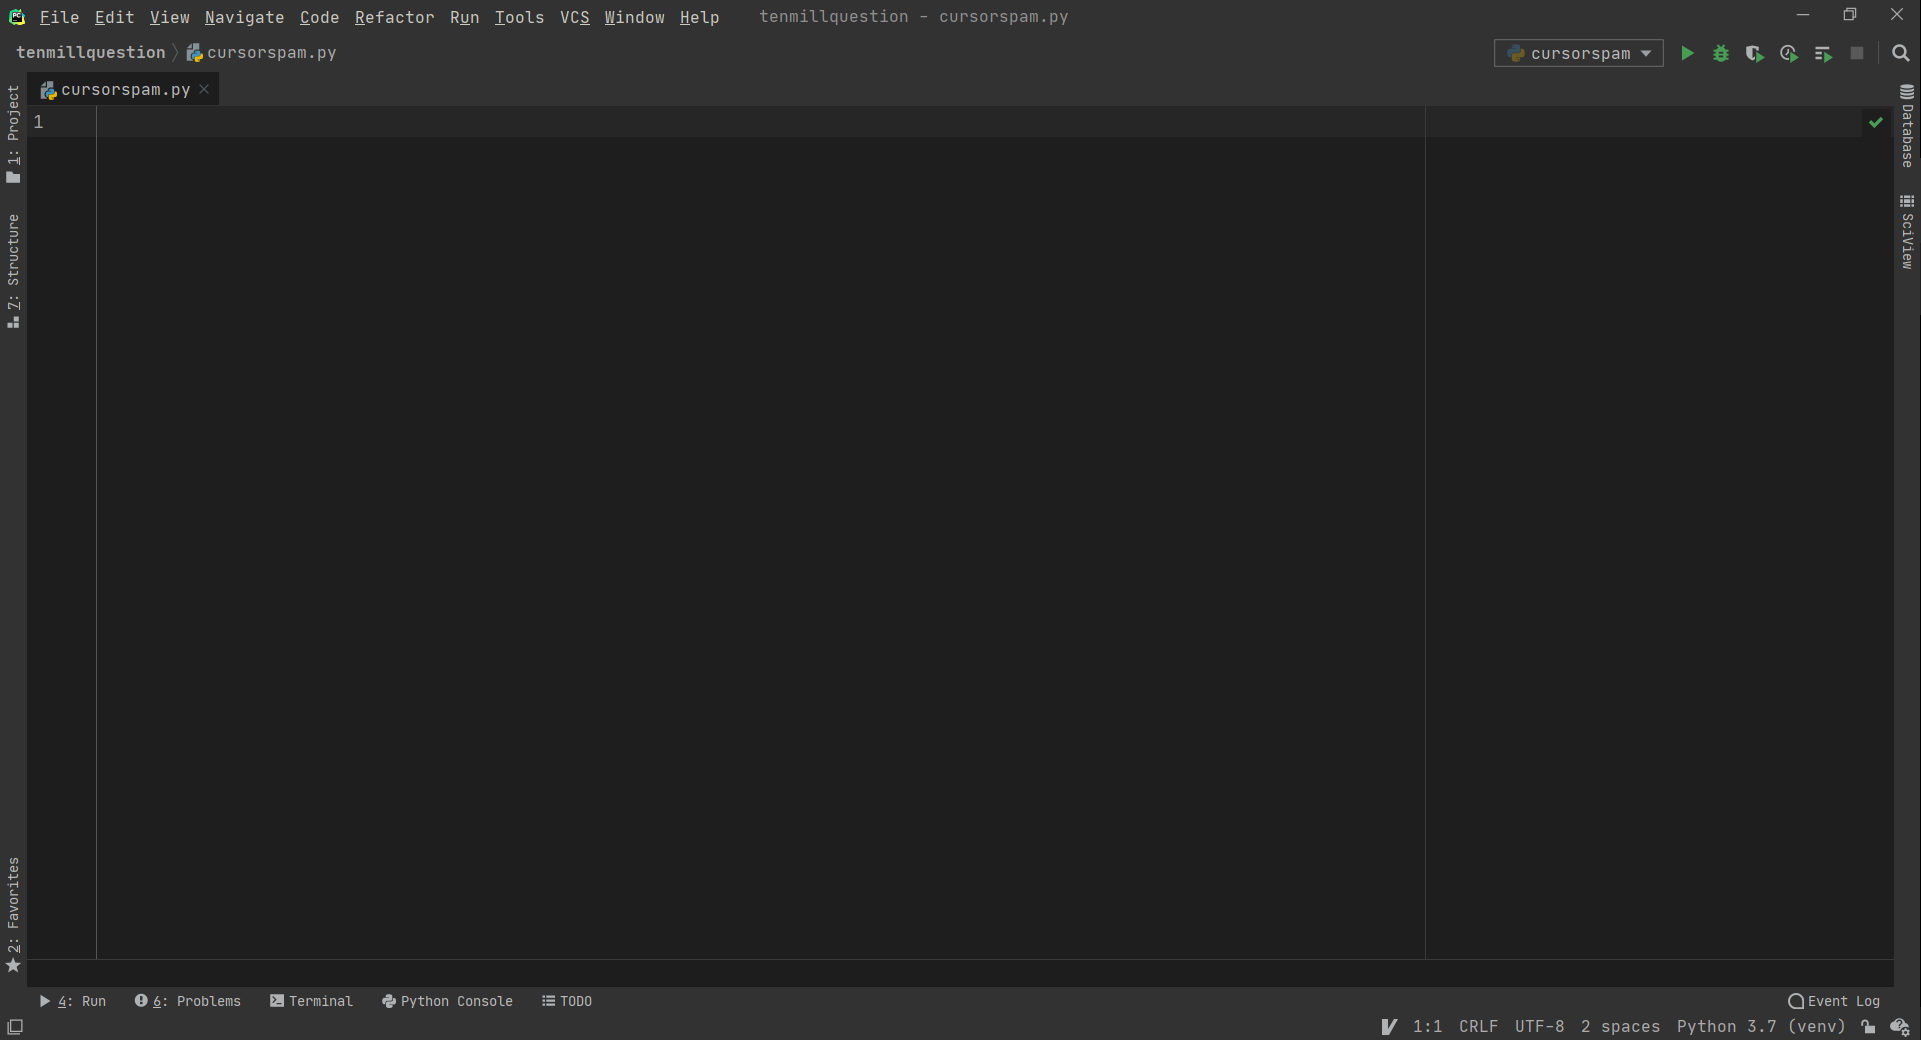 File Edit View Navigate Code Refactor Run Tools VCS Window Help tenmillquestion - cursorspam.py
tenmillquestion cursorspam.py cursorspam
cursorspam.py
1
1: Project
7: Structure
2: Favorites
Database
SciView
4: Run 6: Problems Terminal Python Console TODO Event Log
1:1 CRLF UTF-8 2 spaces Python 3.7 (venv)